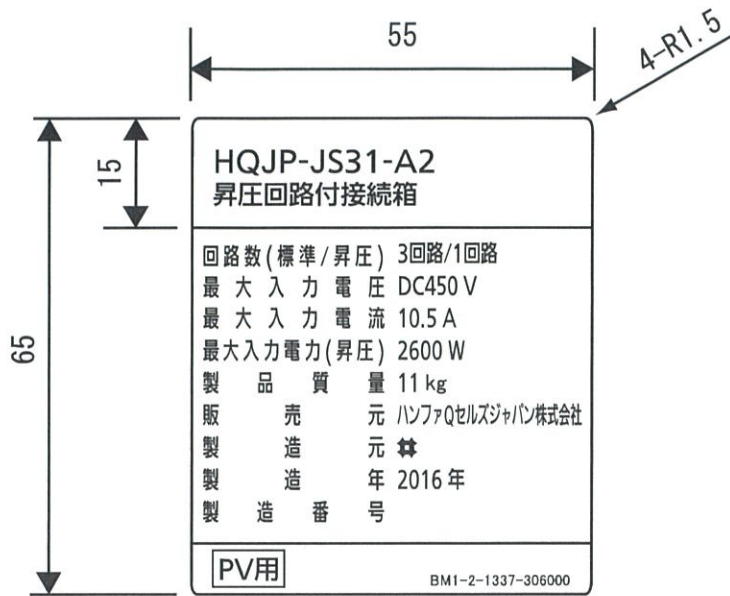 55
4-R1.5
15
65
HQJP-JS31-A2
昇圧回路付接続箱
回路数(標準/昇圧) 3回路/1回路
最大入力電圧 DC450 V
最大入力電流 10.5 A
最大入力電力(昇圧) 2600 W
製品質量 11 kg
販売元 ハンファQセルズジャパン株式会社
製造元
製造年 2016 年
製造番号
PV用
BM1-2-1337-306000